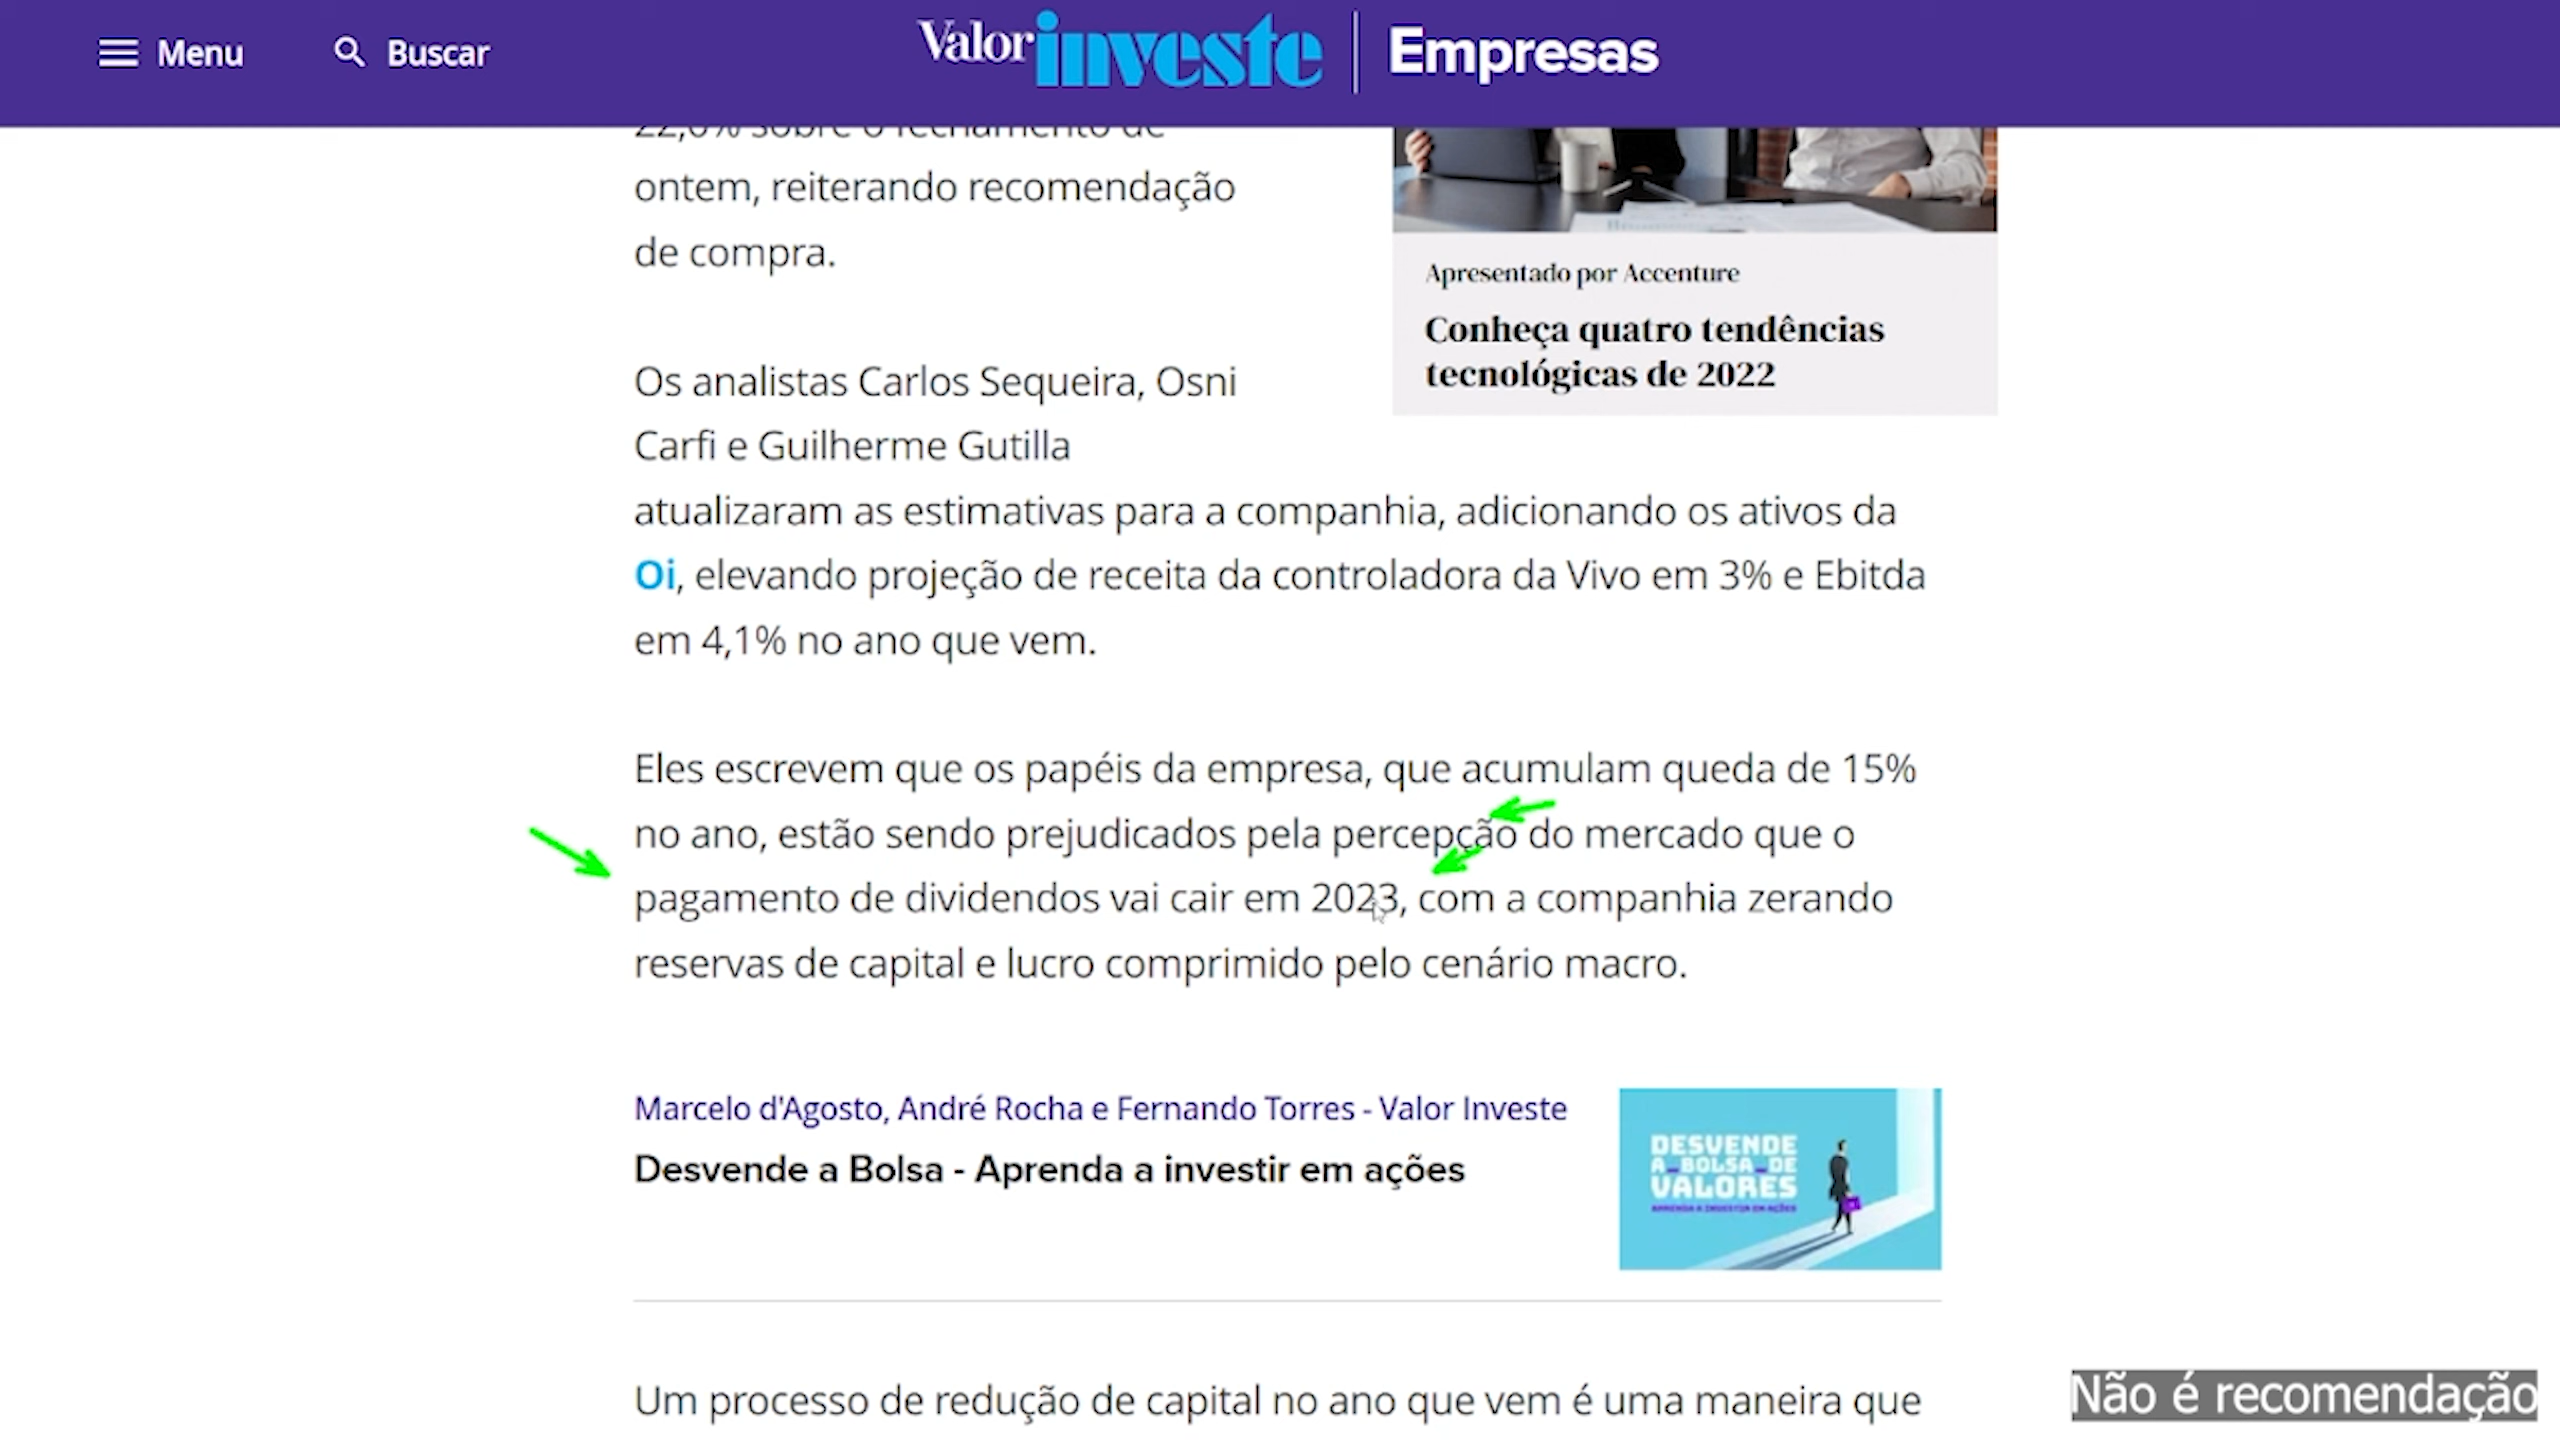 Menu
Buscar
Valor investe
Empresas
sobre o fechamento de
ontem, reiterando recomendação
de compra.
Apresentado por Accenture
Conheça quatro tendências
tecnológicas de 2022
Os analistas Carlos Sequeira, Osni
Carfi e Guilherme Gutilla
atualizaram as estimativas para a companhia, adicionando os ativos da
Oi, elevando projeção de receita da controladora da Vivo em 3% e Ebitda
em 4,1% no ano que vem.
Eles escrevem que os papéis da empresa, que acumulam queda de 15%
no ano, estão sendo prejudicados pela percepção do mercado que o
pagamento de dividendos vai cair em 2023, com a companhia zerando
reservas de capital e lucro comprimido pelo cenário macro.
Marcelo d'Agosto, André Rocha e Fernando Torres - Valor Investe
Desvende a Bolsa - Aprenda a investir em ações
DESVENDE
A_BOLSA_DE
VALORES
APRENDA A INVESTIR EM AÇÕES
Um processo de redução de capital no ano que vem é uma maneira que
Não é recomendação